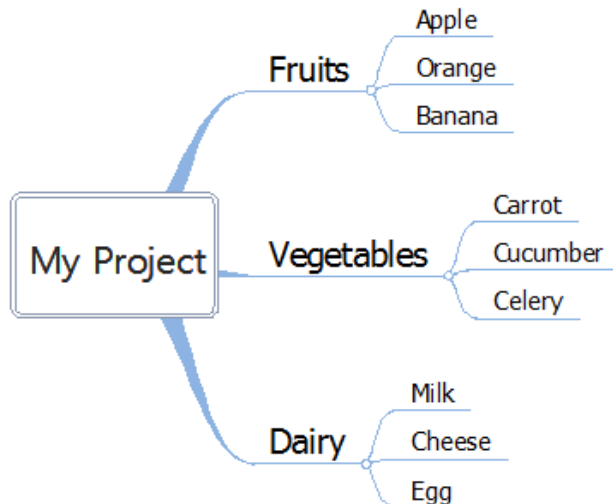 My Project
Fruits
Apple
Orange
Banana
Vegetables
Carrot
Cucumber
Celery
Dairy
Milk
Cheese
Egg